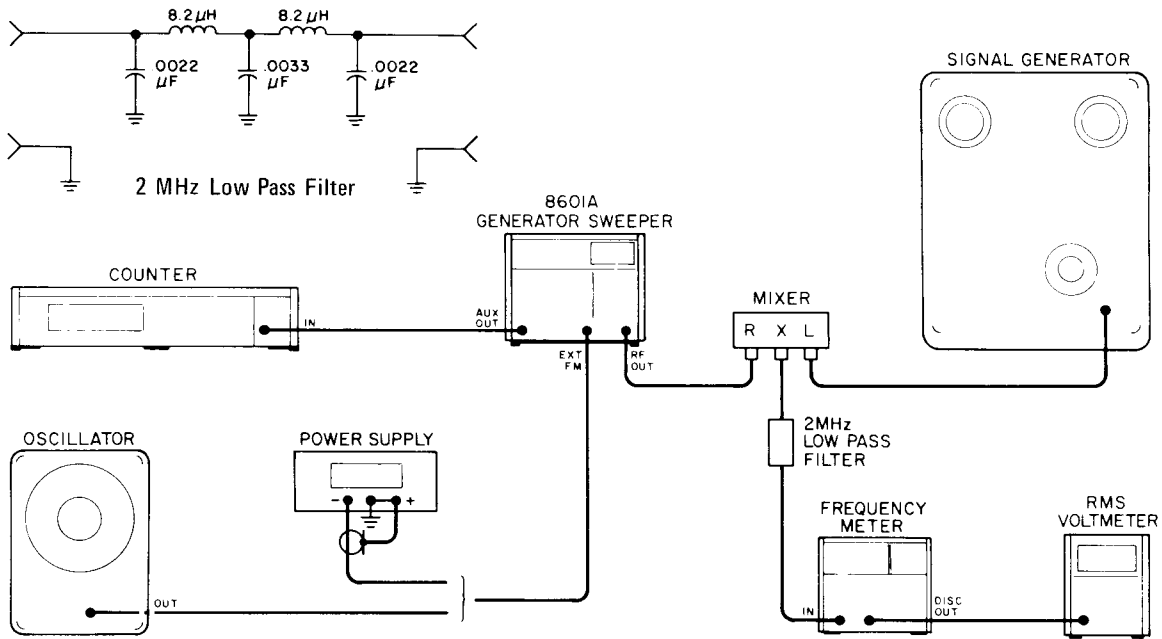 8.2 μH
8.2 μH
.0022
μF
.0033
μF
.0022
μF
2 MHz Low Pass Filter
SIGNAL GENERATOR
8601A
GENERATOR SWEEPER
COUNTER
IN
AUX
OUT
EXT
FM
RF
OUT
MIXER
R X L
OSCILLATOR
OUT
POWER SUPPLY
- +
2MHz
LOW PASS
FILTER
FREQUENCY
METER
IN
DISC
OUT
RMS
VOLTMETER